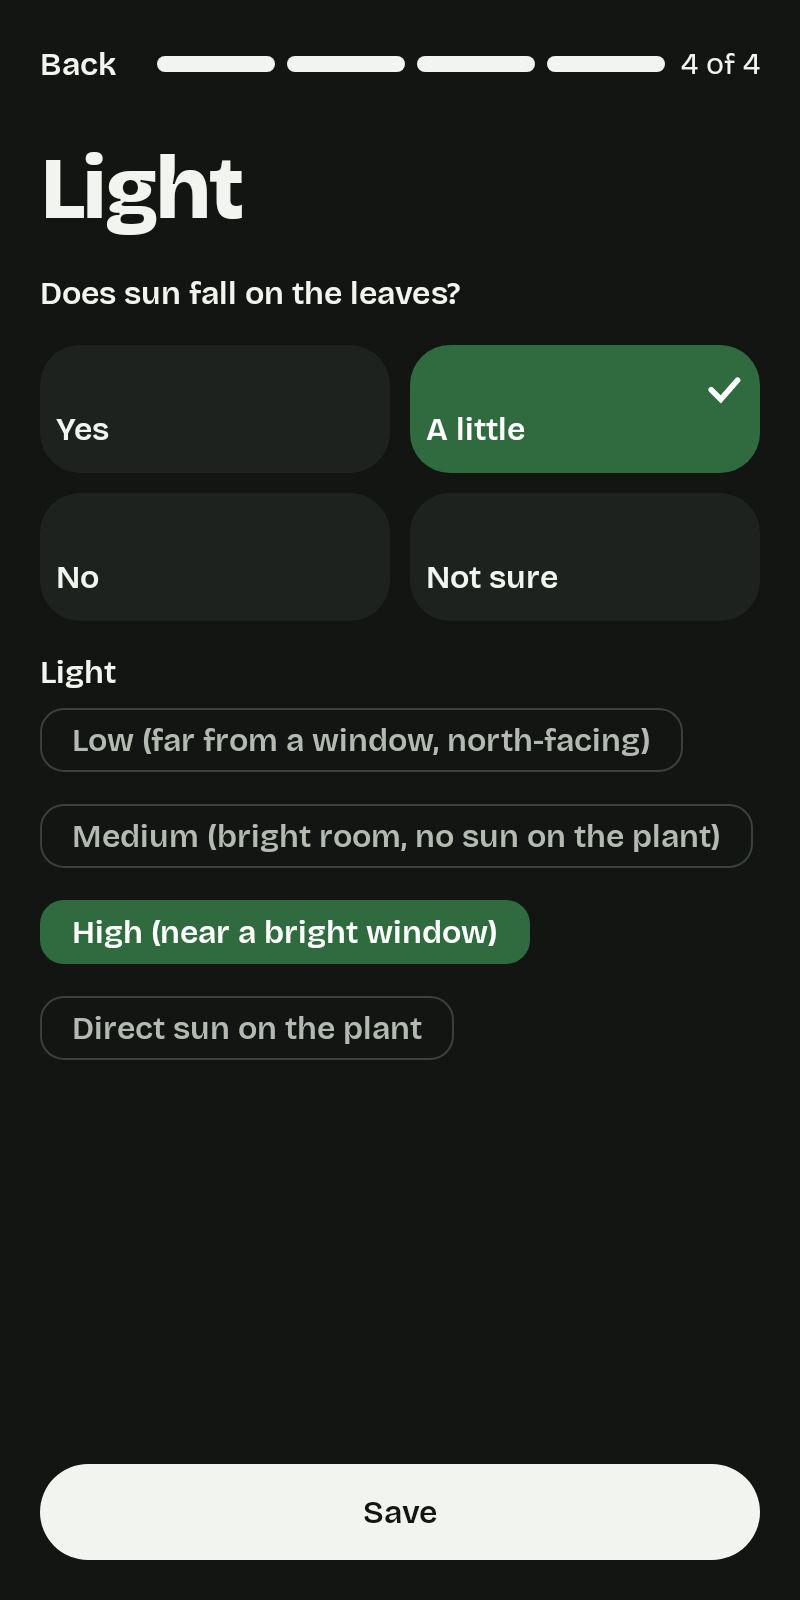 Back
4 of 4
Light
Does sun fall on the leaves?
Yes
A little
No
Not sure
Light
Low (far from a window, north-facing)
Medium (bright room, no sun on the plant)
High (near a bright window)
Direct sun on the plant
Save